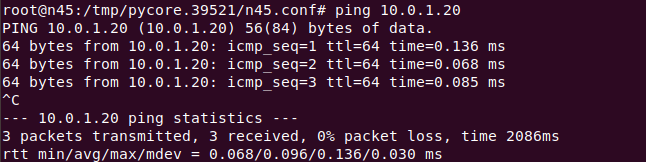 root@n45:/tmp/pycore.39521/n45.conf# ping 10.0.1.20
PING 10.0.1.20 (10.0.1.20) 56(84) bytes of data.
64 bytes from 10.0.1.20: icmp_seq=1 ttl=64 time=0.136 ms
64 bytes from 10.0.1.20: icmp_seq=2 ttl=64 time=0.068 ms
64 bytes from 10.0.1.20: icmp_seq=3 ttl=64 time=0.085 ms
^C
--- 10.0.1.20 ping statistics ---
3 packets transmitted, 3 received, 0% packet loss, time 2086ms
rtt min/avg/max/mdev = 0.068/0.096/0.136/0.030 ms